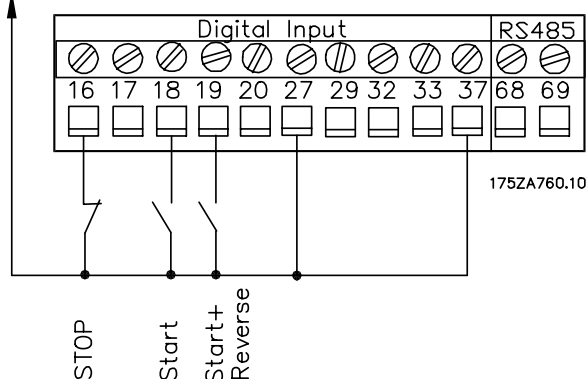 Digital Input RS485
16 17 18 19 20 27 29 32 33 37 68 69
175ZA760.10
STOP
Start
Start+
Reverse